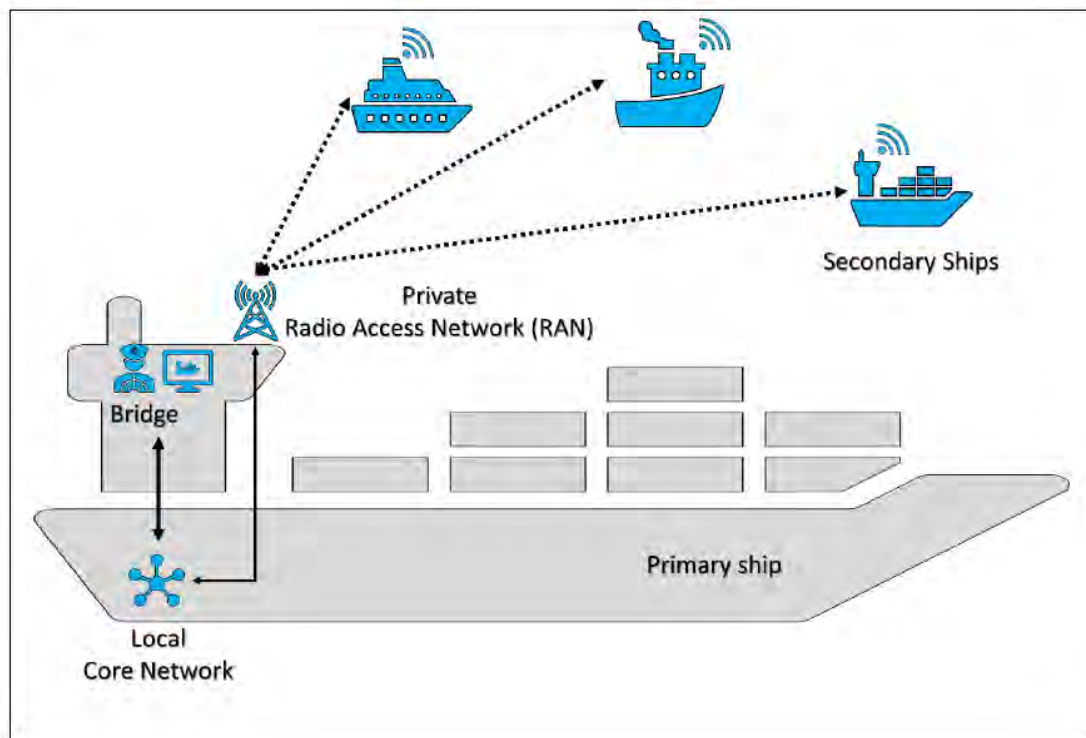 Secondary Ships
Private
Radio Access Network (RAN)
Bridge
Primary ship
Local
Core Network